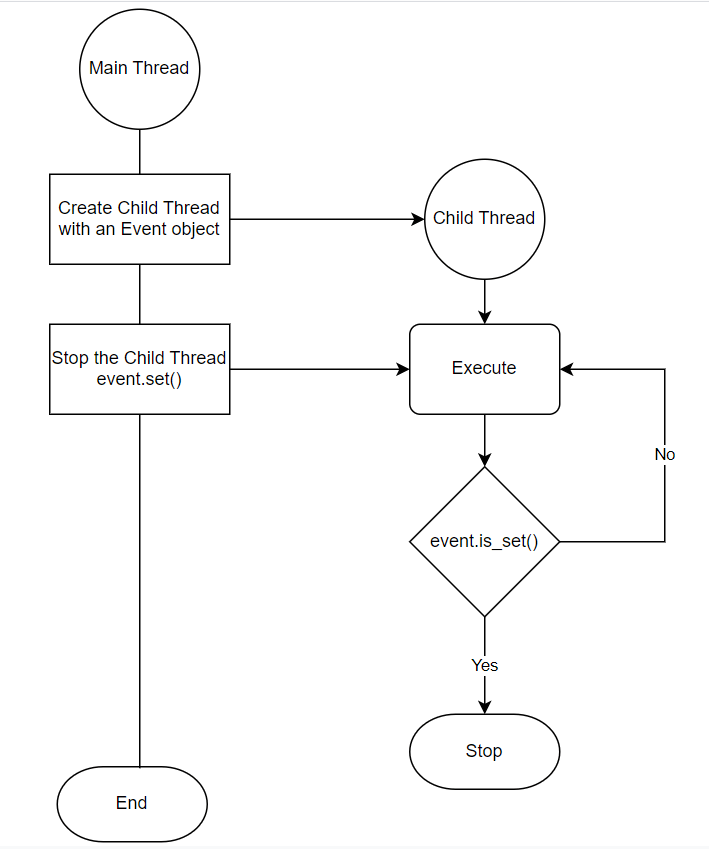 Main Thread
Create Child Thread
with an Event object
Child Thread
Stop the Child Thread
event.set()
Execute
No
event.is_set()
Yes
Stop
End